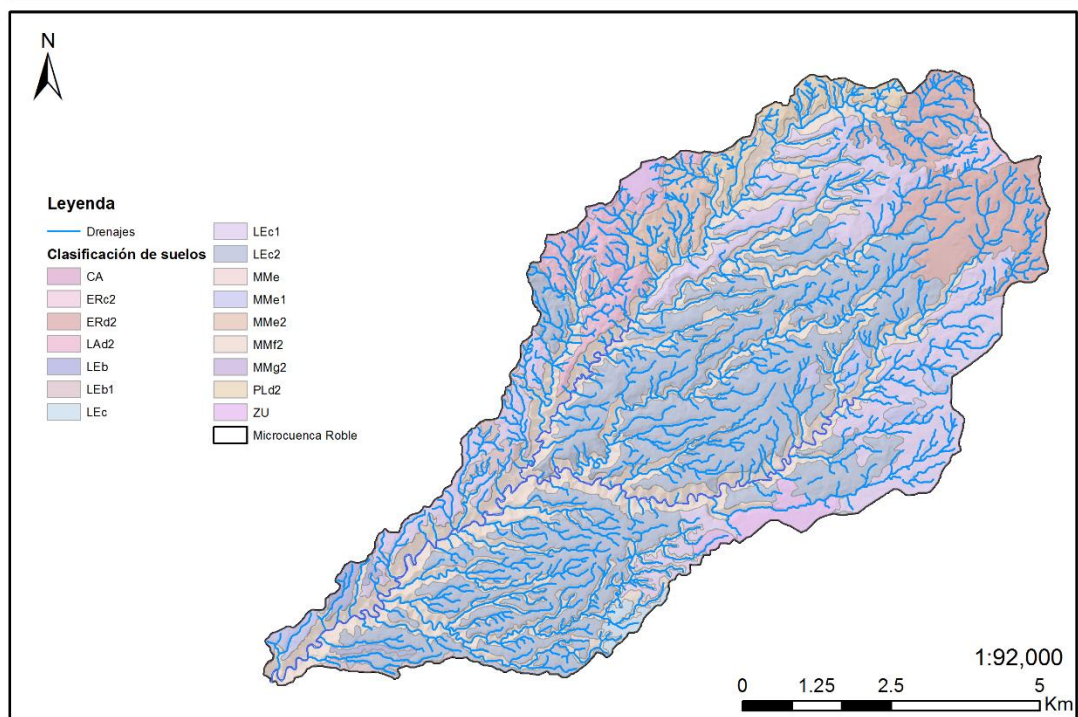 N
Leyenda
Drenajes
Clasificación de suelos
CA
ERc2
ERd2
LAd2
LEb
LEb1
LEc
LEc1
LEc2
MMe
MMe1
MMe2
MMf2
MMg2
PLd2
ZU
Microcuenca Roble
1:92,000
0 1.25 2.5 5
Km